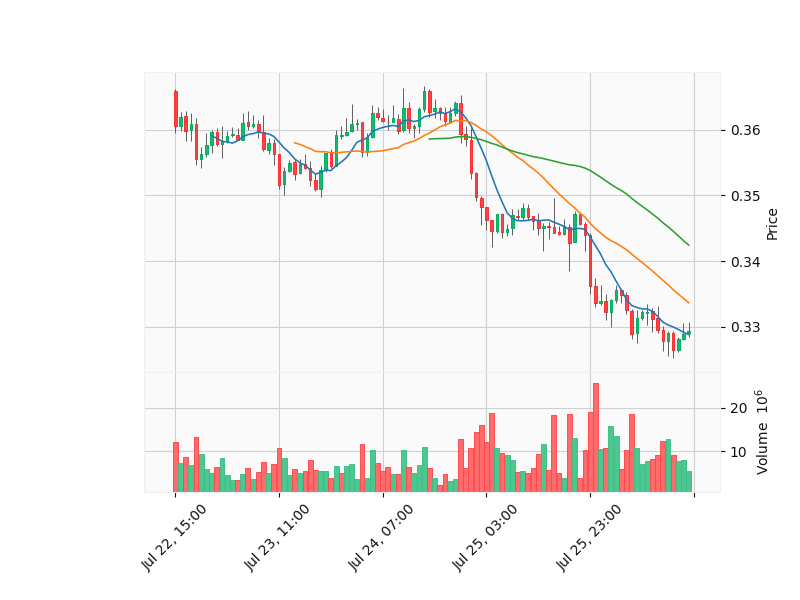 0.36
0.35
0.34
0.33
Price
20
10
Volume 10^6
Jul 22, 15:00
Jul 23, 11:00
Jul 24, 07:00
Jul 25, 03:00
Jul 25, 23:00